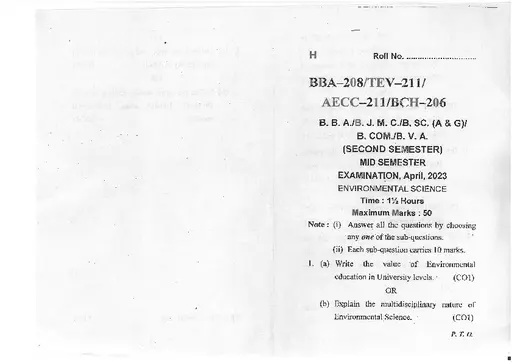 H Roll No. ..............................
BBA–208/TEV–211/
AECC–211/BCH–206
B. B. A./B. J. M. C./B. SC. (A & G)/
B. COM./B. V. A.
(SECOND SEMESTER)
MID SEMESTER
EXAMINATION, April, 2023
ENVIRONMENTAL SCIENCE
Time : 1½ Hours
Maximum Marks : 50
Note : (i) Answer all the questions by choosing
any one of the sub-questions.
(ii) Each sub-question carries 10 marks.
1. (a) Write the value of Environmental
education in University levels. (CO1)
OR
(b) Explain the multidisciplinary nature of
Environmental Science. (CO1)
P. T. O.